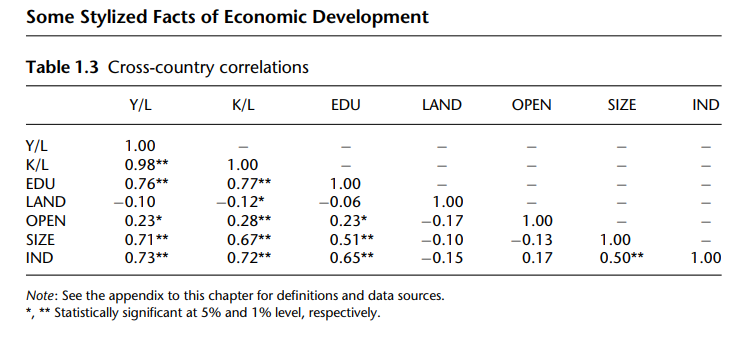 Some Stylized Facts of Economic Development
Table 1.3 Cross-country correlations
Y/L K/L EDU LAND OPEN SIZE IND
Y/L 1.00 – – – – – –
K/L 0.98** 1.00 – – – – –
EDU 0.76** 0.77** 1.00 – – – –
LAND −0.10 −0.12* −0.06 1.00 – – –
OPEN 0.23* 0.28** 0.23* −0.17 1.00 – –
SIZE 0.71** 0.67** 0.51** −0.10 −0.13 1.00 –
IND 0.73** 0.72** 0.65** −0.15 0.17 0.50** 1.00
Note: See the appendix to this chapter for definitions and data sources.
*, ** Statistically significant at 5% and 1% level, respectively.